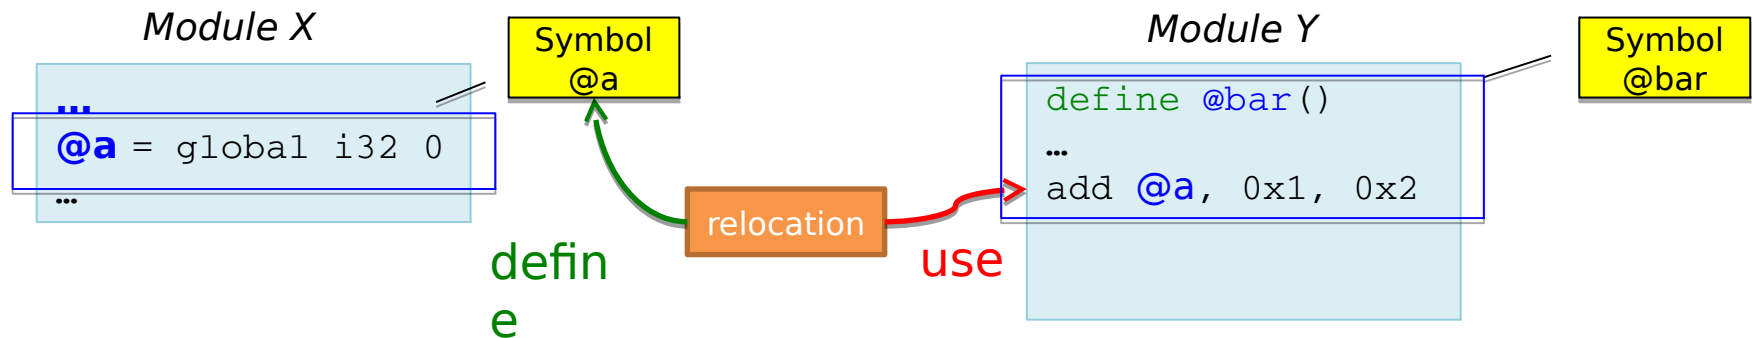 Module X
…
@a = global i32 0
…
Symbol
@a
relocation
defin
e
use
Module Y
define @bar()
…
add @a, 0x1, 0x2
Symbol
@bar